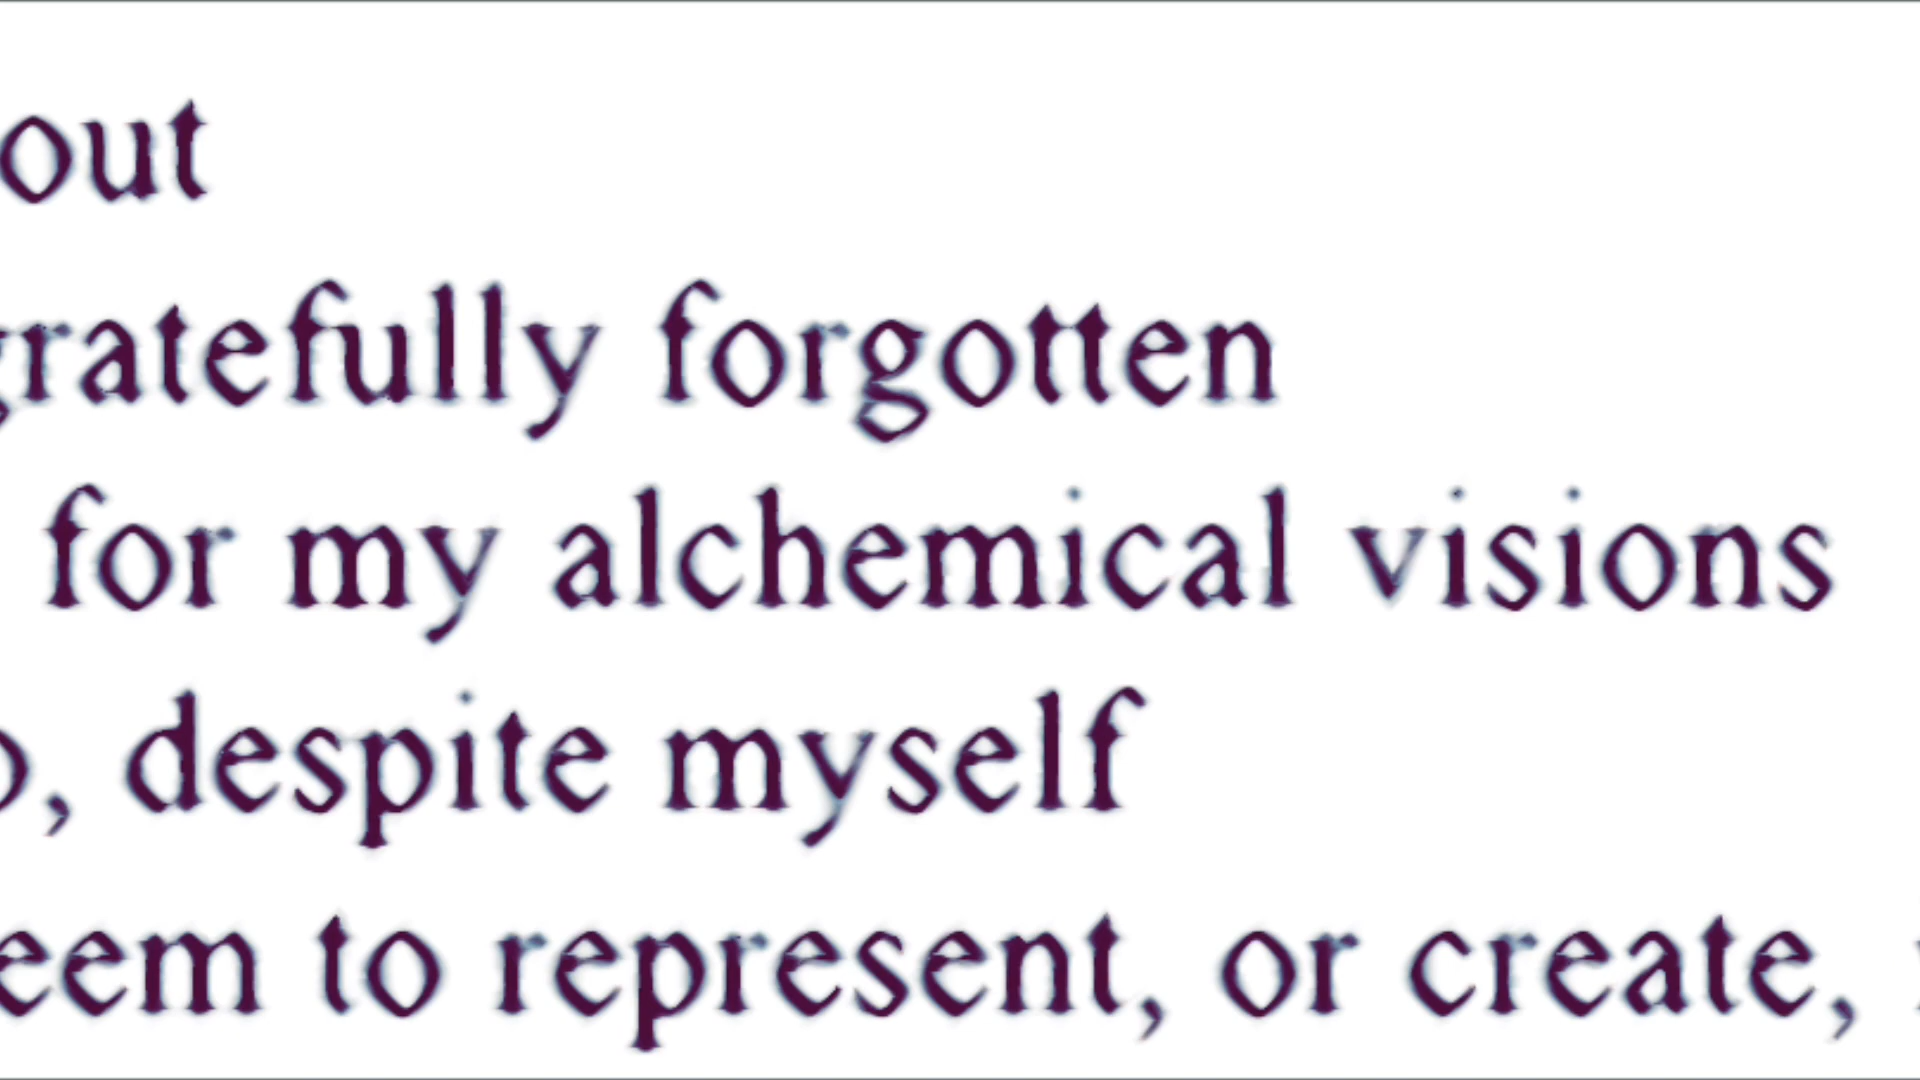 out
gratefully forgotten
for my alchemical visions
o, despite myself
eem to represent, or create,